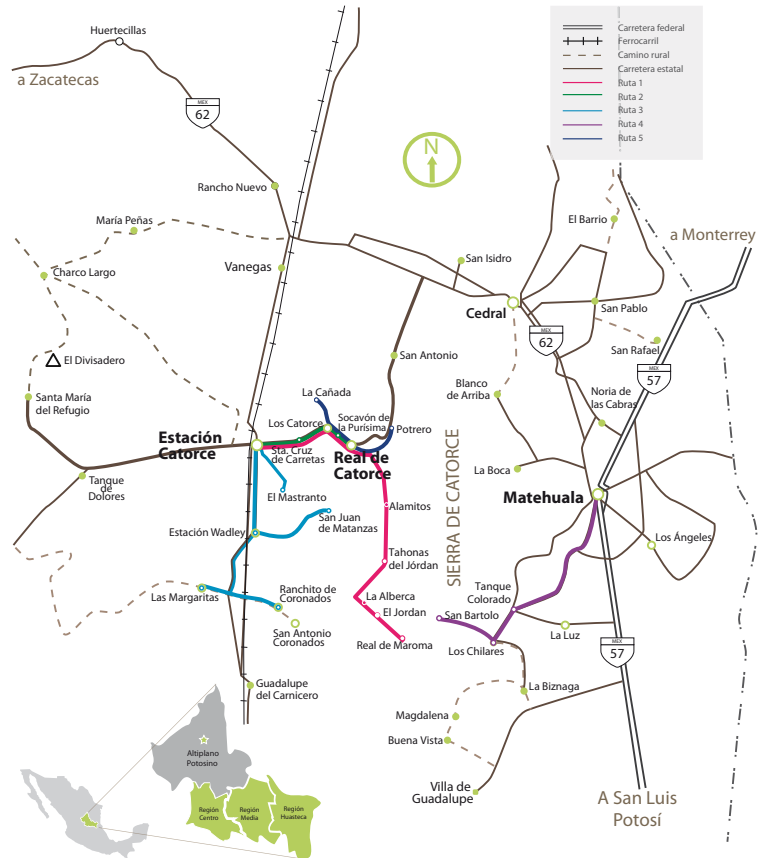 Huertecillas
a Zacatecas
MEX
62
N
Carretera federal
Ferrocarril
Camino rural
Carretera estatal
Ruta 1
Ruta 2
Ruta 3
Ruta 4
Ruta 5
Rancho Nuevo
María Peñas
El Barrio
a Monterrey
Charco Largo
Vanegas
San Isidro
Cedral
San Pablo
MEX
62
San Rafael
MEX
57
El Divisadero
San Antonio
Santa María
del Refugio
La Cañada
Blanco
de Arriba
Noria de
las Cabras
Los Catorce
Socavón de
la Purísima
Potrero
Estación
Catorce
Sta. Cruz
de Carretas
Real de
Catorce
SIERRA DE CATORCE
La Boca
Tanque
de
Dolores
El Mastranto
Alamitos
Matehuala
San Juan
de Matanzas
Estación Wadley
Los Ángeles
Tahonas
del Jórdan
Las Margaritas
Ranchito de
Coronados
La Alberca
El Jordan
Tanque
Colorado
San Bartolo
San Antonio
Coronados
Real de Maroma
Los Chilares
La Luz
MEX
57
Guadalupe
del Carnicero
La Biznaga
Magdalena
Buena Vista
Altiplano
Potosino
Villa de
Guadalupe
A San Luis
Potosí
Región
Centro
Región
Media
Región
Huasteca